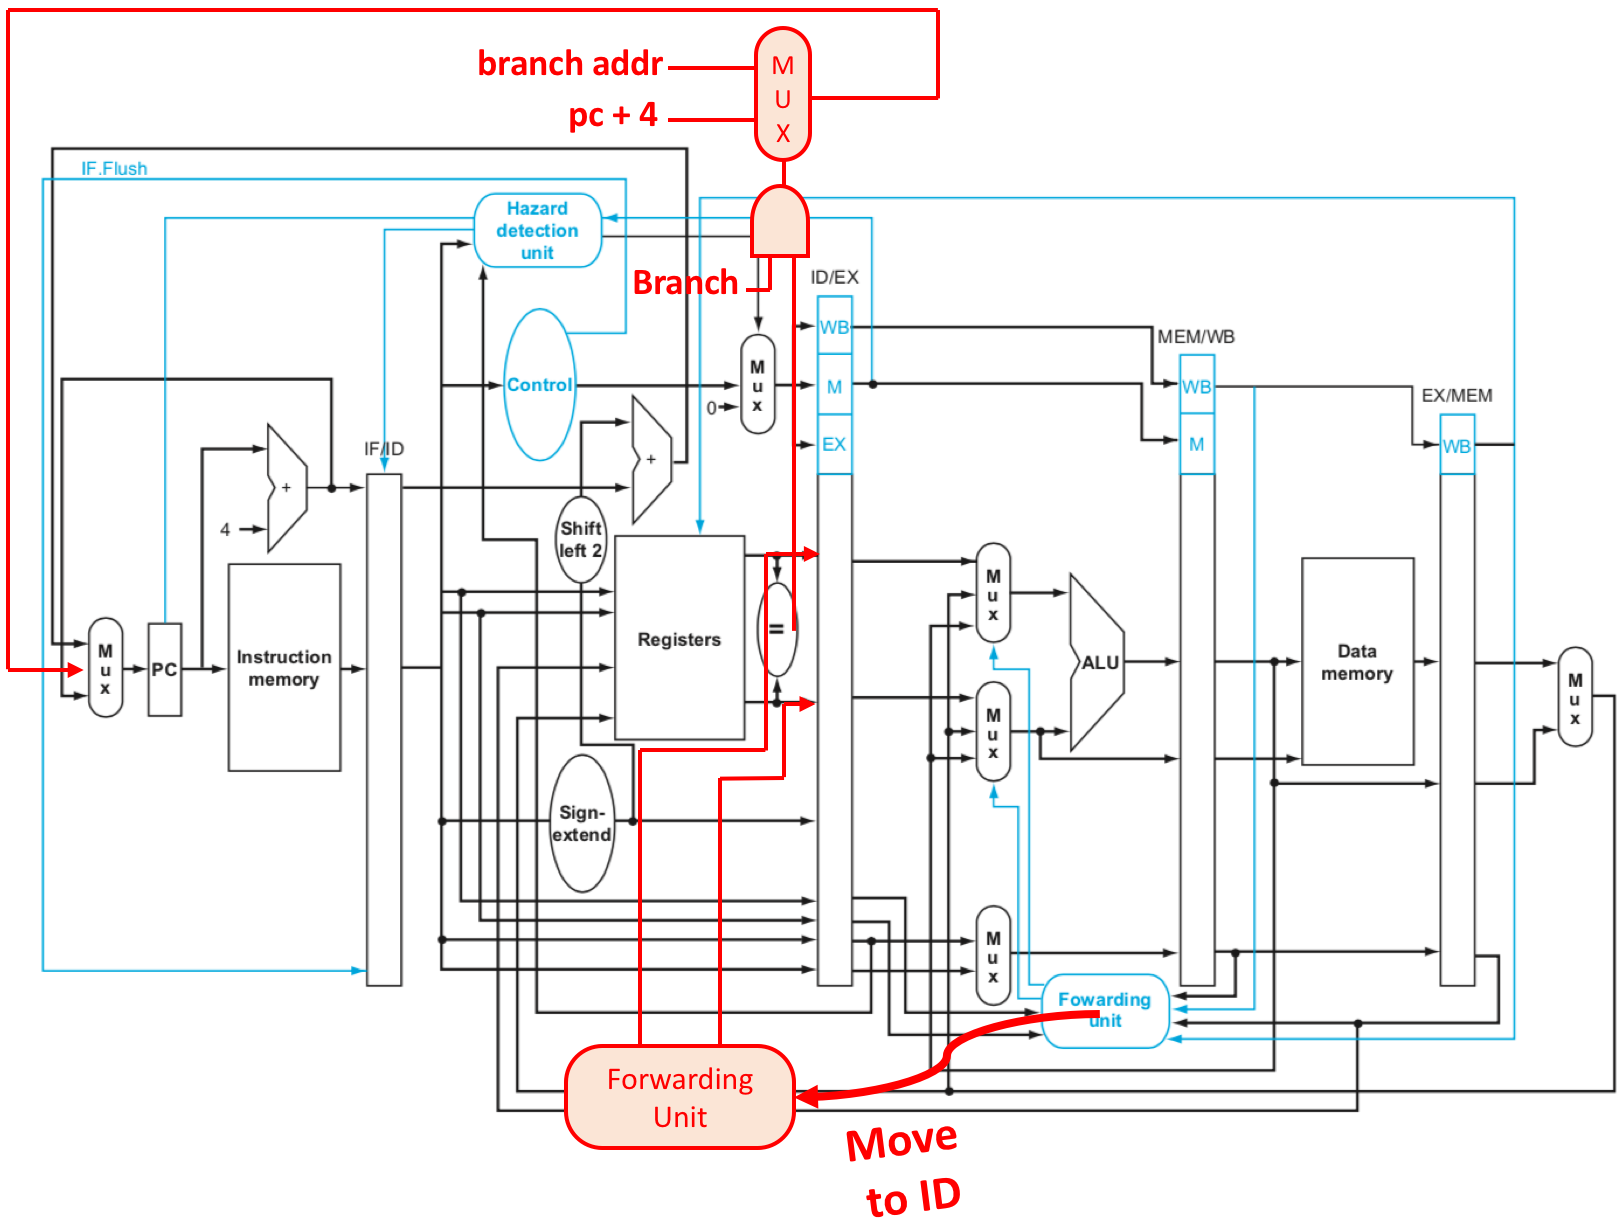 branch addr
pc + 4
M
U
X
IF.Flush
Hazard
detection
unit
Branch
ID/EX
WB
M
EX
MEM/WB
WB
M
EX/MEM
WB
Control
M
u
x
0
+
IF/ID
+
4
Shift
left 2
M
u
x
PC
Instruction
memory
Registers
=
M
u
x
ALU
M
u
x
Data
memory
M
u
x
Sign-
extend
M
u
x
Fowarding
unit
Forwarding
Unit
Move
to ID